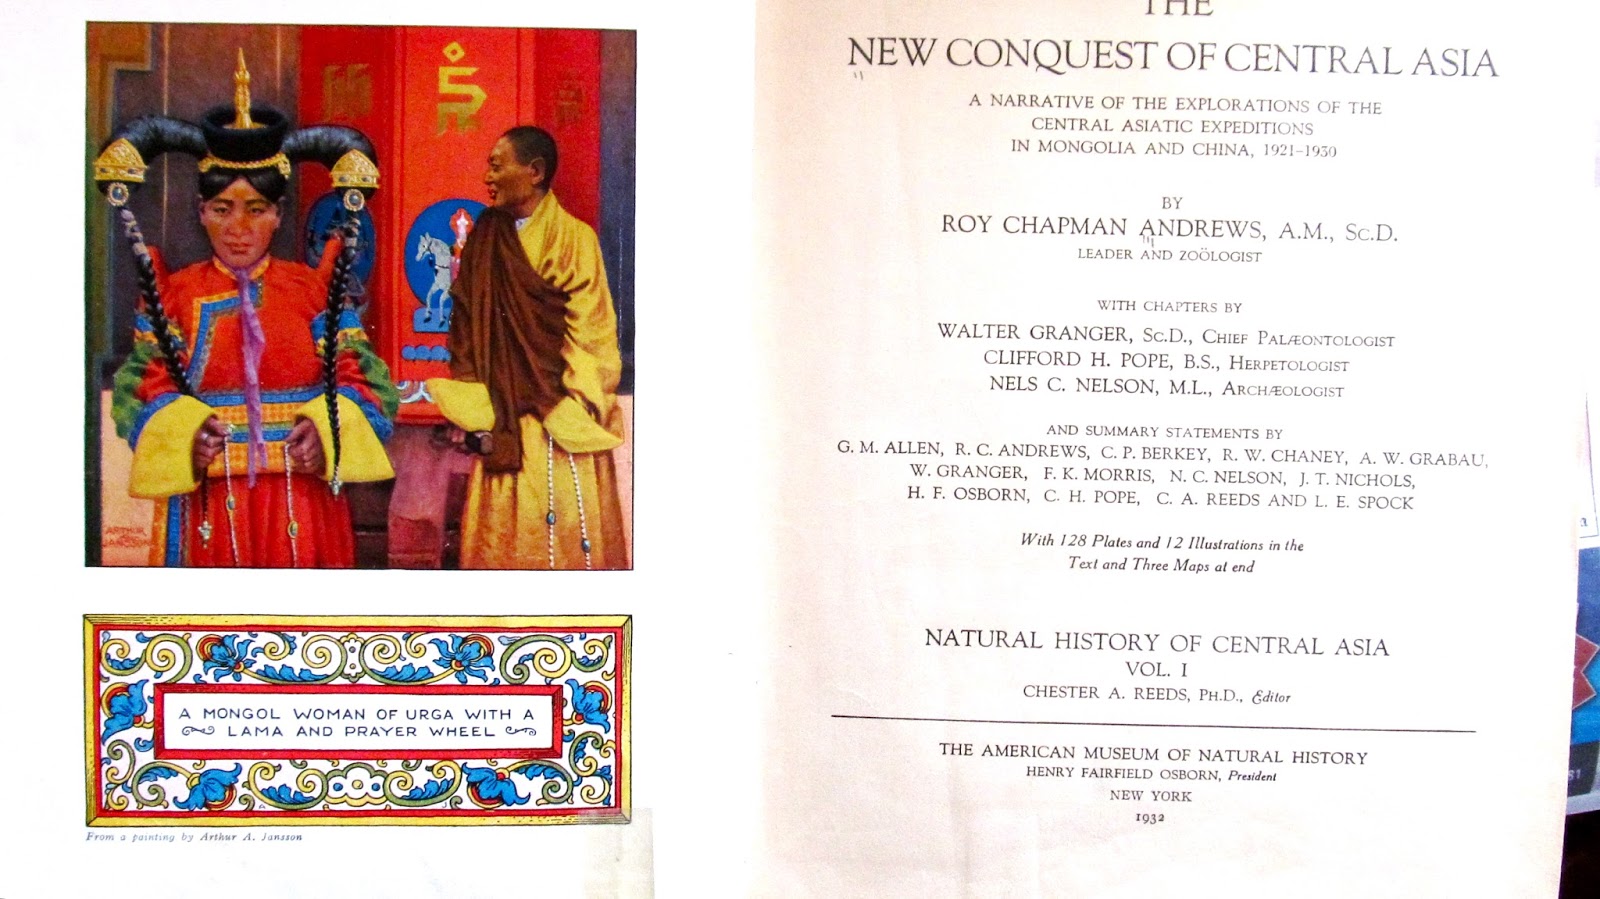 ARTHUR
JANSSON
A MONGOL WOMAN OF URGA WITH A
LAMA AND PRAYER WHEEL
From a painting by Arthur A. Jansson
THE
NEW CONQUEST OF CENTRAL ASIA
A NARRATIVE OF THE EXPLORATIONS OF THE
CENTRAL ASIATIC EXPEDITIONS
IN MONGOLIA AND CHINA, 1921-1930
BY
ROY CHAPMAN ANDREWS, A.M., Sc.D.
LEADER AND ZOÖLOGIST
WITH CHAPTERS BY
WALTER GRANGER, Sc.D., CHIEF PALÆONTOLOGIST
CLIFFORD H. POPE, B.S., HERPETOLOGIST
NELS C. NELSON, M.L., ARCHÆOLOGIST
AND SUMMARY STATEMENTS BY
G. M. ALLEN, R. C. ANDREWS, C. P. BERKEY, R. W. CHANEY, A. W. GRABAU,
W. GRANGER, F. K. MORRIS, N. C. NELSON, J. T. NICHOLS,
H. F. OSBORN, C. H. POPE, C. A. REEDS AND L. E. SPOCK
With 128 Plates and 12 Illustrations in the
Text and Three Maps at end
NATURAL HISTORY OF CENTRAL ASIA
VOL. I
CHESTER A. REEDS, PH.D., Editor
THE AMERICAN MUSEUM OF NATURAL HISTORY
HENRY FAIRFIELD OSBORN, President
NEW YORK
1932